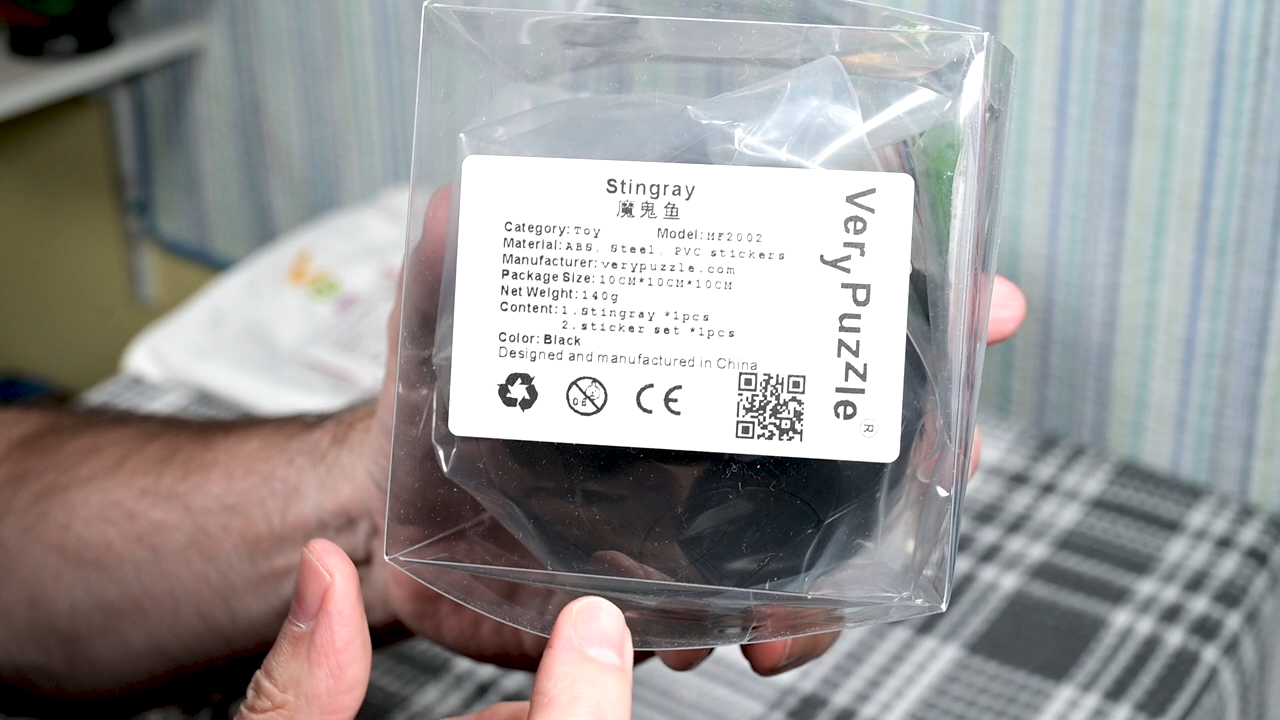 Stingray
魔鬼鱼
Category: Toy Model: MF2002
Material: ABS, Steel, PVC stickers
Manufacturer: verypuzzle.com
Package Size: 10CM*10CM*10CM
Net Weight: 140g
Content: 1.Stingray *1pcs
2.sticker set *1pcs
Color: Black
Designed and manufactured in China
CE
VeryPuzzle®